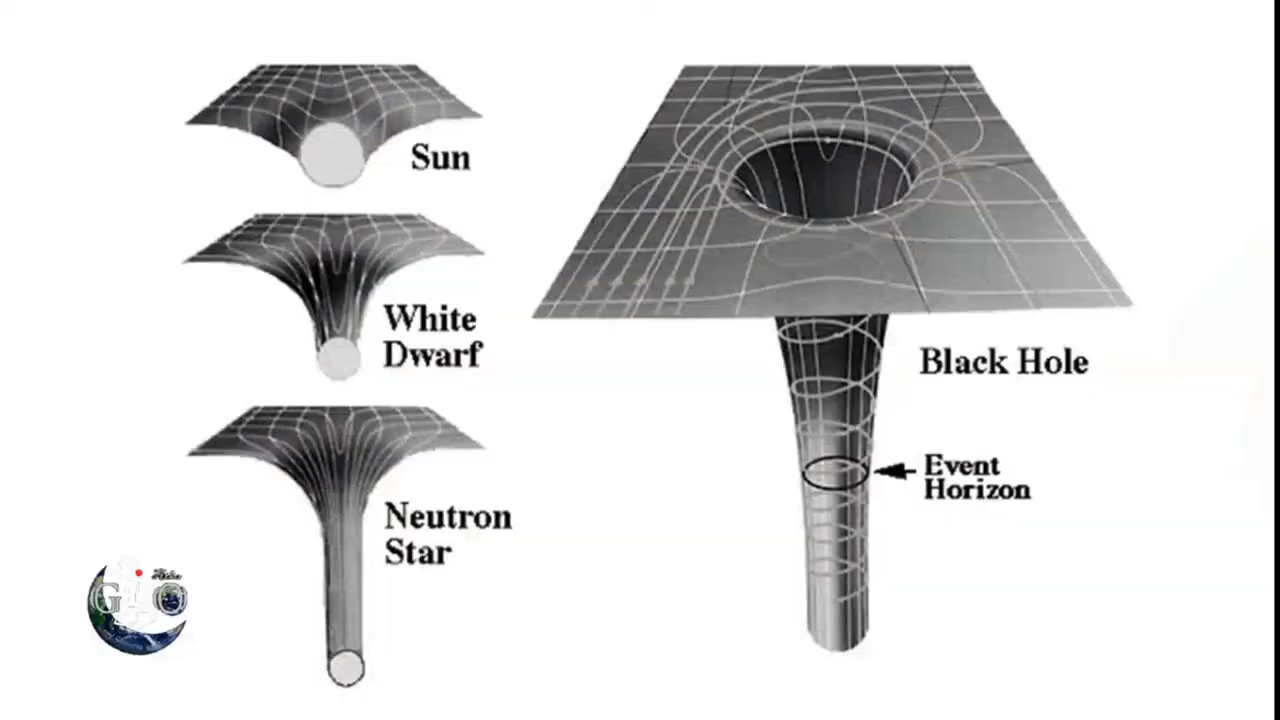 Sun
White
Dwarf
Neutron
Star
Black Hole
Event
Horizon